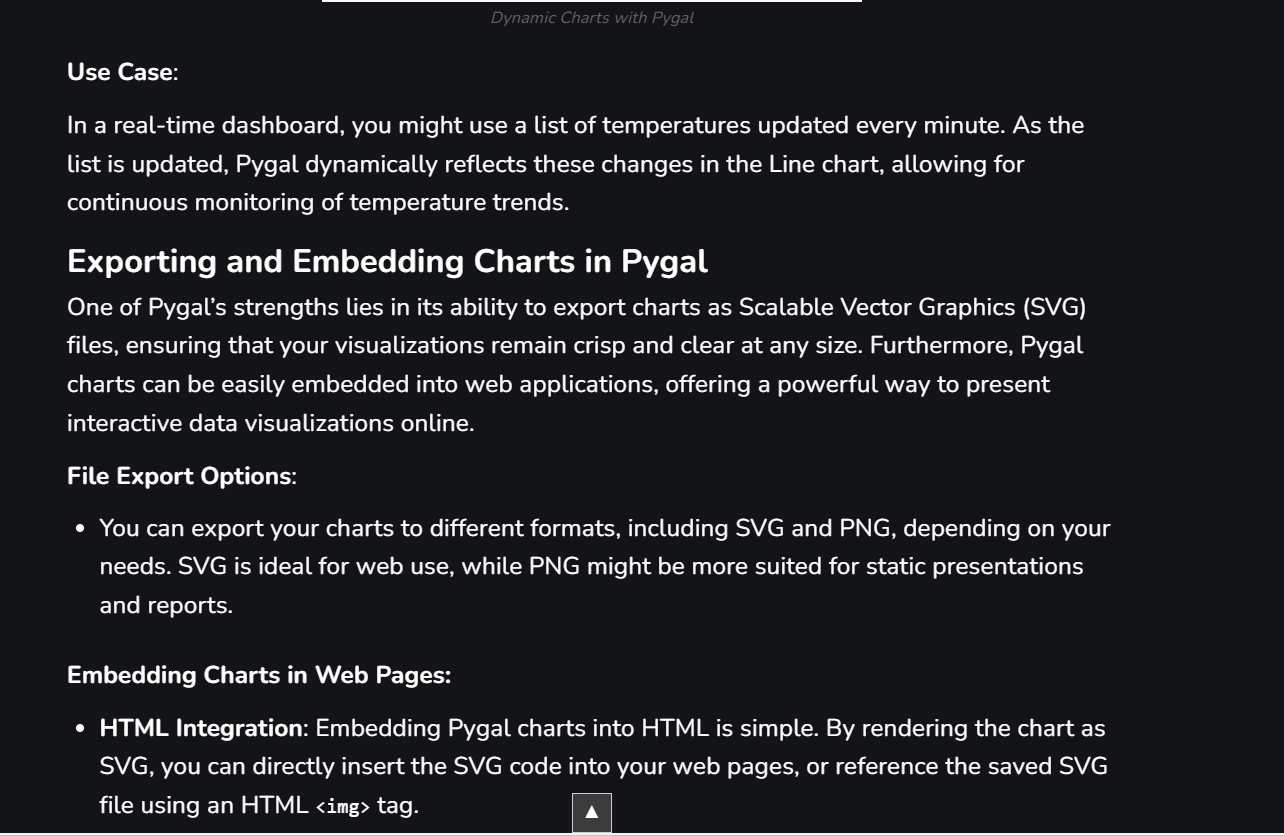 Dynamic Charts with Pygal
Use Case:
In a real-time dashboard, you might use a list of temperatures updated every minute. As the
list is updated, Pygal dynamically reflects these changes in the Line chart, allowing for
continuous monitoring of temperature trends.
Exporting and Embedding Charts in Pygal
One of Pygal’s strengths lies in its ability to export charts as Scalable Vector Graphics (SVG)
files, ensuring that your visualizations remain crisp and clear at any size. Furthermore, Pygal
charts can be easily embedded into web applications, offering a powerful way to present
interactive data visualizations online.
File Export Options:
• You can export your charts to different formats, including SVG and PNG, depending on your
needs. SVG is ideal for web use, while PNG might be more suited for static presentations
and reports.
Embedding Charts in Web Pages:
• HTML Integration: Embedding Pygal charts into HTML is simple. By rendering the chart as
SVG, you can directly insert the SVG code into your web pages, or reference the saved SVG
file using an HTML <img> tag.